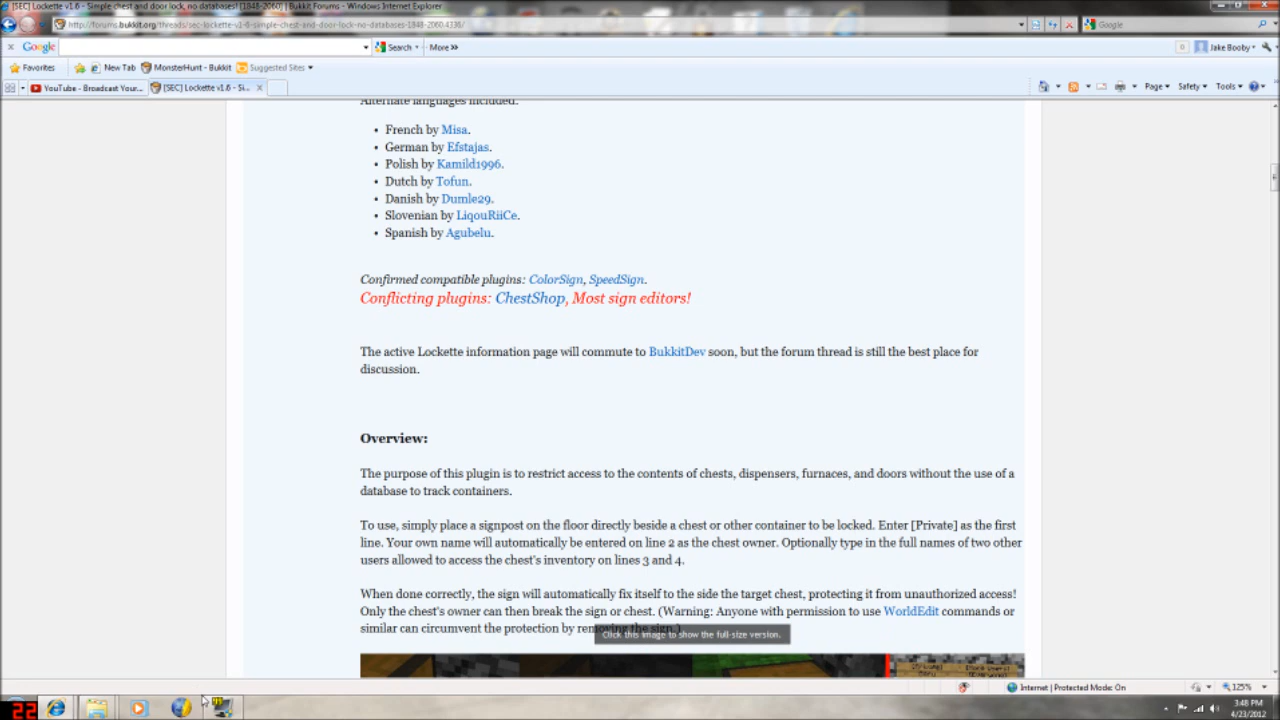 [SEC] Lockette v1.6 - Simple chest and door lock, no databases! [1848-2060] | Bukkit Forums - Windows Internet Explorer
http://forums.bukkit.org/threads/sec-lockette-v1-6-simple-chest-and-door-lock-no-databases-1848-2060.4336/
Google
x Google Search More »
0 Jake Booby
Favorites New Tab MonsterHunt - Bukkit Suggested Sites
YouTube - Broadcast Your... [SEC] Lockette v1.6 - Si... x
Page Safety Tools
Alternate languages included:
• French by Misa.
• German by Efstajas.
• Polish by Kamild1996.
• Dutch by Tofun.
• Danish by Dumle29.
• Slovenian by LiqouRiiCe.
• Spanish by Agubelu.
Confirmed compatible plugins: ColorSign, SpeedSign.
Conflicting plugins: ChestShop, Most sign editors!
The active Lockette information page will commute to BukkitDev soon, but the forum thread is still the best place for
discussion.
Overview:
The purpose of this plugin is to restrict access to the contents of chests, dispensers, furnaces, and doors without the use of a
database to track containers.
To use, simply place a signpost on the floor directly beside a chest or other container to be locked. Enter [Private] as the first
line. Your own name will automatically be entered on line 2 as the chest owner. Optionally type in the full names of two other
users allowed to access the chest's inventory on lines 3 and 4.
When done correctly, the sign will automatically fix itself to the side the target chest, protecting it from unauthorized access!
Only the chest's owner can then break the sign or chest. (Warning: Anyone with permission to use WorldEdit commands or
similar can circumvent the protection by removing the sign.)
Click this image to show the full-size version.
Internet | Protected Mode: On
125%
22
3:48 PM
4/23/2012